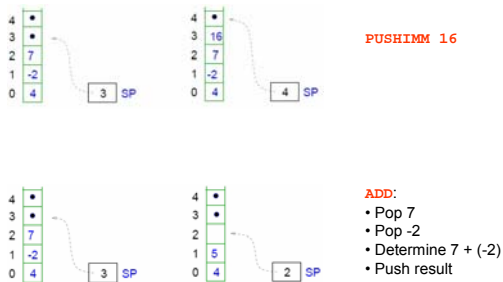 4 • 4 •
3 • 3 16 PUSHIMM 16
2 7 2 7
1 -2 1 -2
0 4 3 SP 0 4 4 SP
4 • 4 • ADD:
3 • 3 • • Pop 7
2 7 2 • Pop -2
1 -2 1 5 • Determine 7 + (-2)
0 4 3 SP 0 4 2 SP • Push result